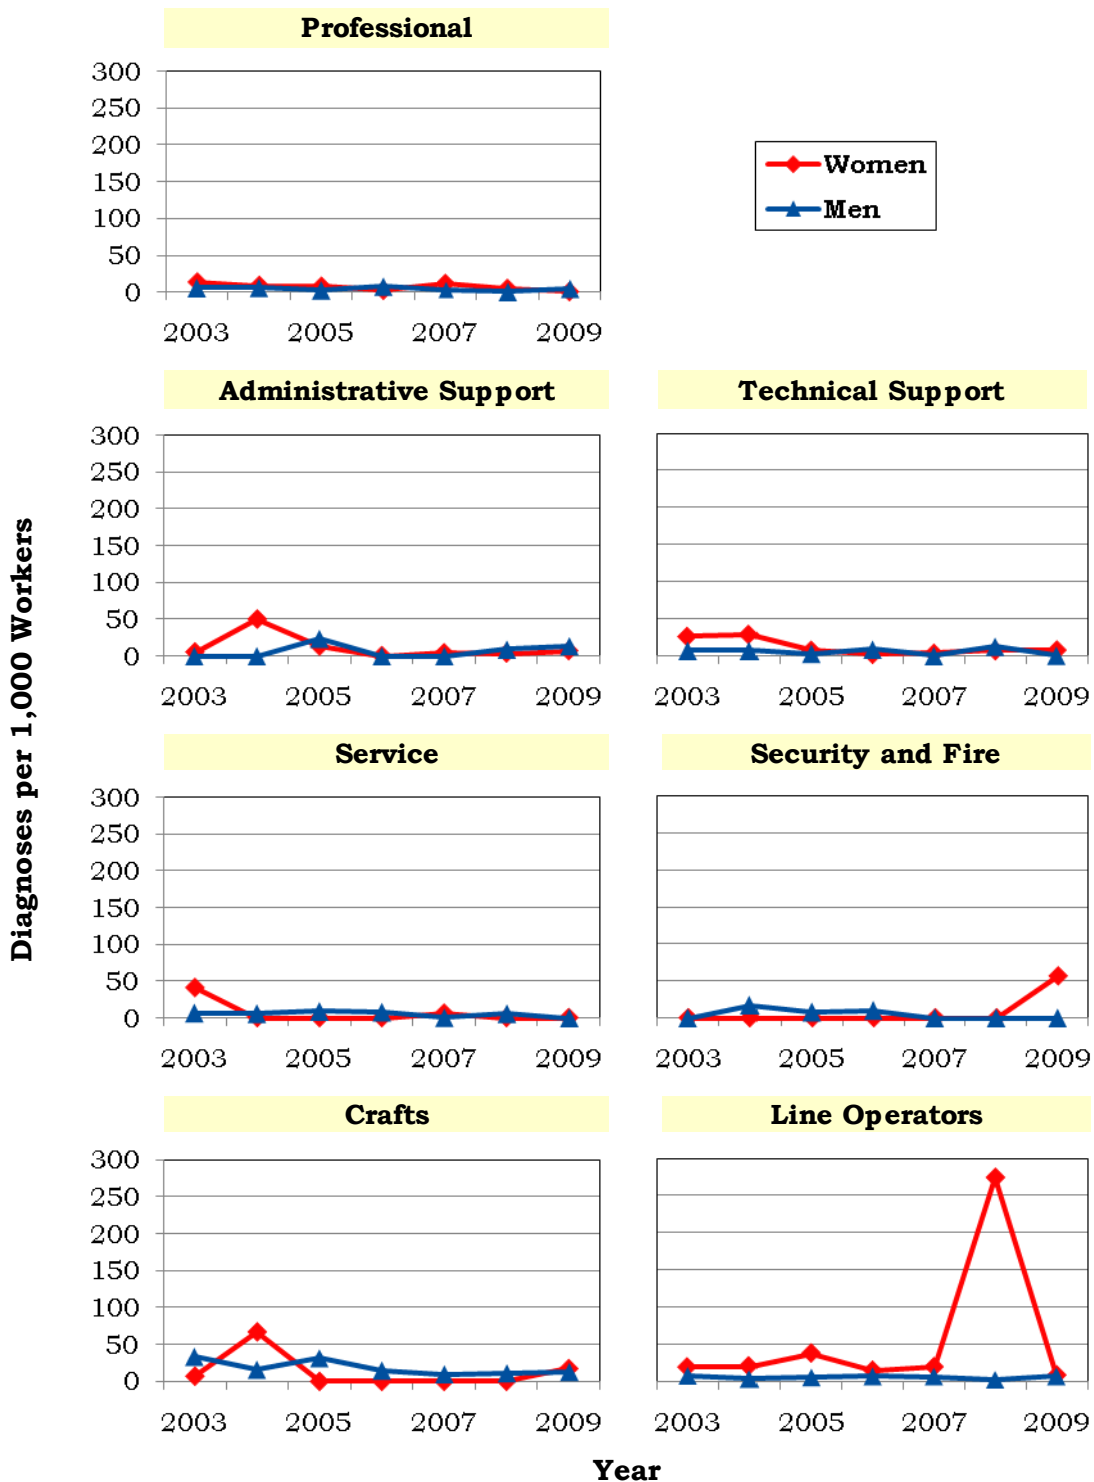 Professional
300
250
200
150
100
50
0
2003 2005 2007 2009
Women
Men
Diagnoses per 1,000 Workers
Administrative Support
300
250
200
150
100
50
0
2003 2005 2007 2009
Technical Support
2003 2005 2007 2009
Service
300
250
200
150
100
50
0
2003 2005 2007 2009
Security and Fire
2003 2005 2007 2009
Crafts
300
250
200
150
100
50
0
2003 2005 2007 2009
Line Operators
2003 2005 2007 2009
Year